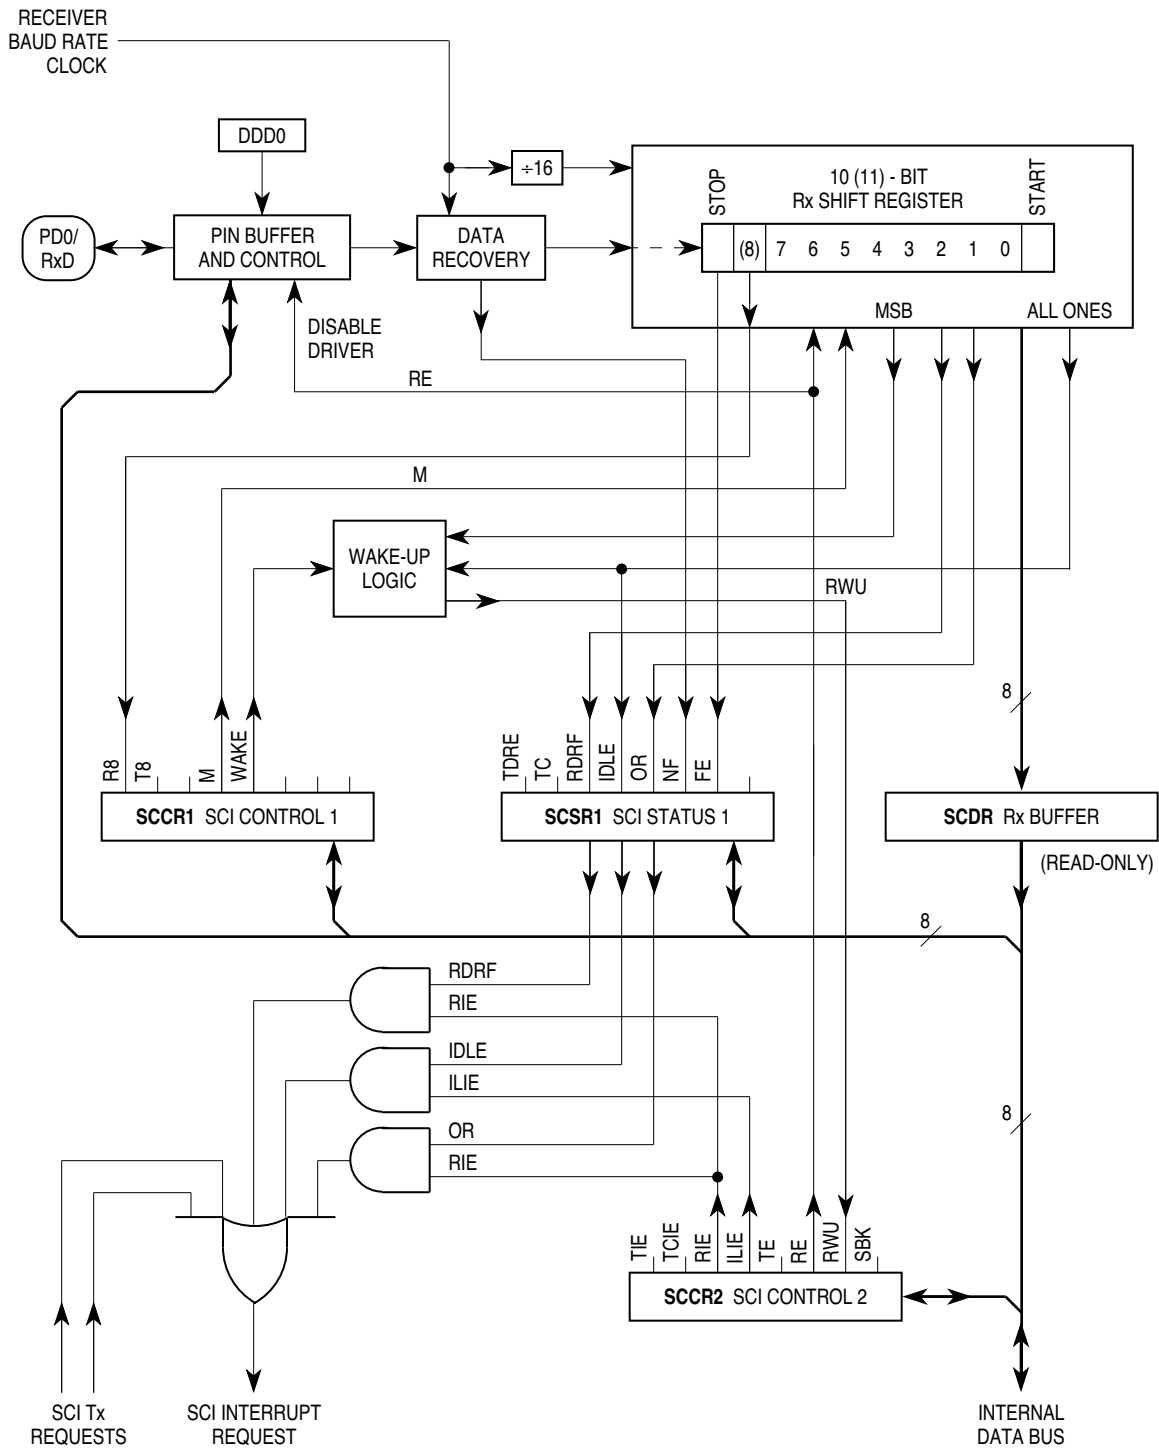 RECEIVER
BAUD RATE
CLOCK
DDD0
÷16
10 (11) - BIT
Rx SHIFT REGISTER
STOP
START
PD0/
RxD
PIN BUFFER
AND CONTROL
DATA
RECOVERY
(8) 7 6 5 4 3 2 1 0
MSB
ALL ONES
DISABLE
DRIVER
RE
M
WAKE-UP
LOGIC
RWU
8
R8
T8
M
WAKE
TDRE
TC
RDRF
IDLE
OR
NF
FE
SCCR1 SCI CONTROL 1
SCSR1 SCI STATUS 1
SCDR Rx BUFFER
(READ-ONLY)
8
RDRF
RIE
IDLE
ILIE
8
OR
RIE
TIE
TCIE
RIE
ILIE
TE
RE
RWU
SBK
SCCR2 SCI CONTROL 2
SCI Tx
REQUESTS
SCI INTERRUPT
REQUEST
INTERNAL
DATA BUS